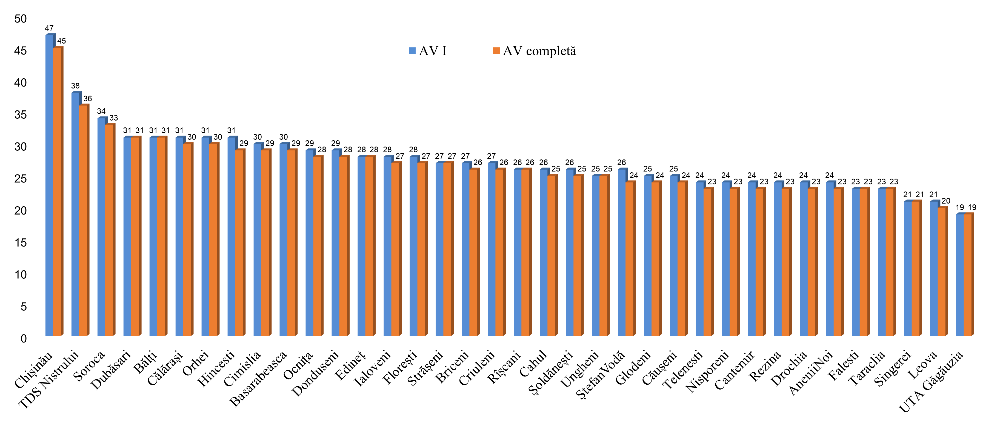 50
45
40
35
30
25
20
15
10
5
0
AV I
AV completă
47 45
38 36
34 33
31 31
31 31
31 30
31 30
31 29
30 29
30 29
29 28
29 28
28 28
28 27
28 27
27 27
27 26
27 26
26 26
26 25
26 25
25 25
26 24
25 24
25 24
24 23
24 23
24 23
24 23
24 23
24 23
23 23
23 23
21 21
21 20
19 19
Chișinău
TDS Nistrului
Soroca
Dubăsari
Bălți
Călărași
Orhei
Hincesti
Cimislia
Basarabeasca
Ocnița
Donduseni
Edineț
Ialoveni
Florești
Strășeni
Briceni
Criuleni
Rîșcani
Cahul
Șoldănești
Ungheni
ȘtefanVodă
Glodeni
Căușeni
Telenesti
Nisporeni
Cantemir
Rezina
Drochia
AneniiNoi
Falesti
Taraclia
Singerei
Leova
UTA Găgăuzia